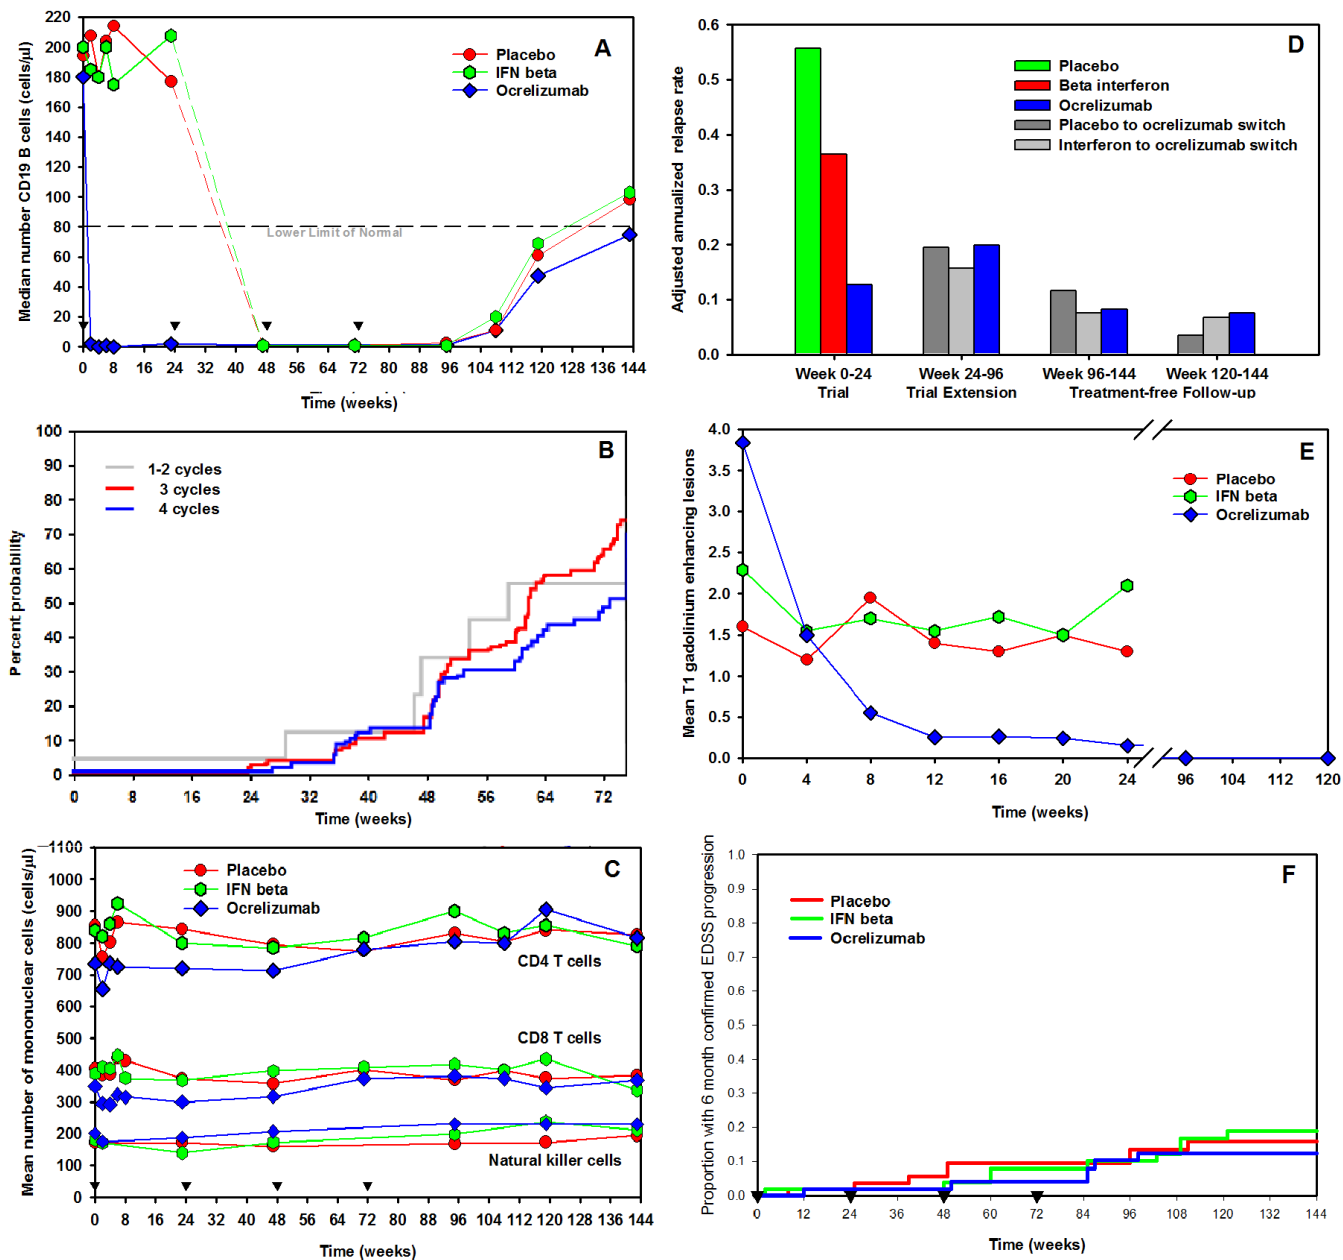 A
Median number CD19 B cells (cells/µl)
220
200
180
160
140
120
100
80
60
40
20
0
Placebo
IFN beta
Ocrelizumab
Lower Limit of Normal
0 8 16 24 32 40 48 56 64 72 80 88 96 104 112 120 128 136 144
Time (weeks)
D
Adjusted annualized relapse rate
0.6
0.5
0.4
0.3
0.2
0.1
0.0
Placebo
Beta interferon
Ocrelizumab
Placebo to ocrelizumab switch
Interferon to ocrelizumab switch
Week 0-24 Week 24-96 Week 96-144 Week 120-144
Trial Trial Extension Treatment-free Follow-up
B
Percent probability
100
90
80
70
60
50
40
30
20
10
0
1-2 cycles
3 cycles
4 cycles
0 8 16 24 32 40 48 56 64 72
Time (weeks)
E
Mean T1 gadolinium enhancing lesions
4.0
3.5
3.0
2.5
2.0
1.5
1.0
0.5
0.0
Placebo
IFN beta
Ocrelizumab
0 4 8 12 16 20 24 96 104 112 120
Time (weeks)
C
Mean number of mononuclear cells (cells/µl)
1100
1000
900
800
700
600
500
400
300
200
100
0
Placebo
IFN beta
Ocrelizumab
CD4 T cells
CD8 T cells
Natural killer cells
0 8 16 24 32 40 48 56 64 72 80 88 96 104 112 120 128 136 144
Time (weeks)
F
Proportion with 6 month confirmed EDSS progression
1.0
0.9
0.8
0.7
0.6
0.5
0.4
0.3
0.2
0.1
0.0
Placebo
IFN beta
Ocrelizumab
0 12 24 36 48 60 72 84 96 108 120 132 144
Time (weeks)